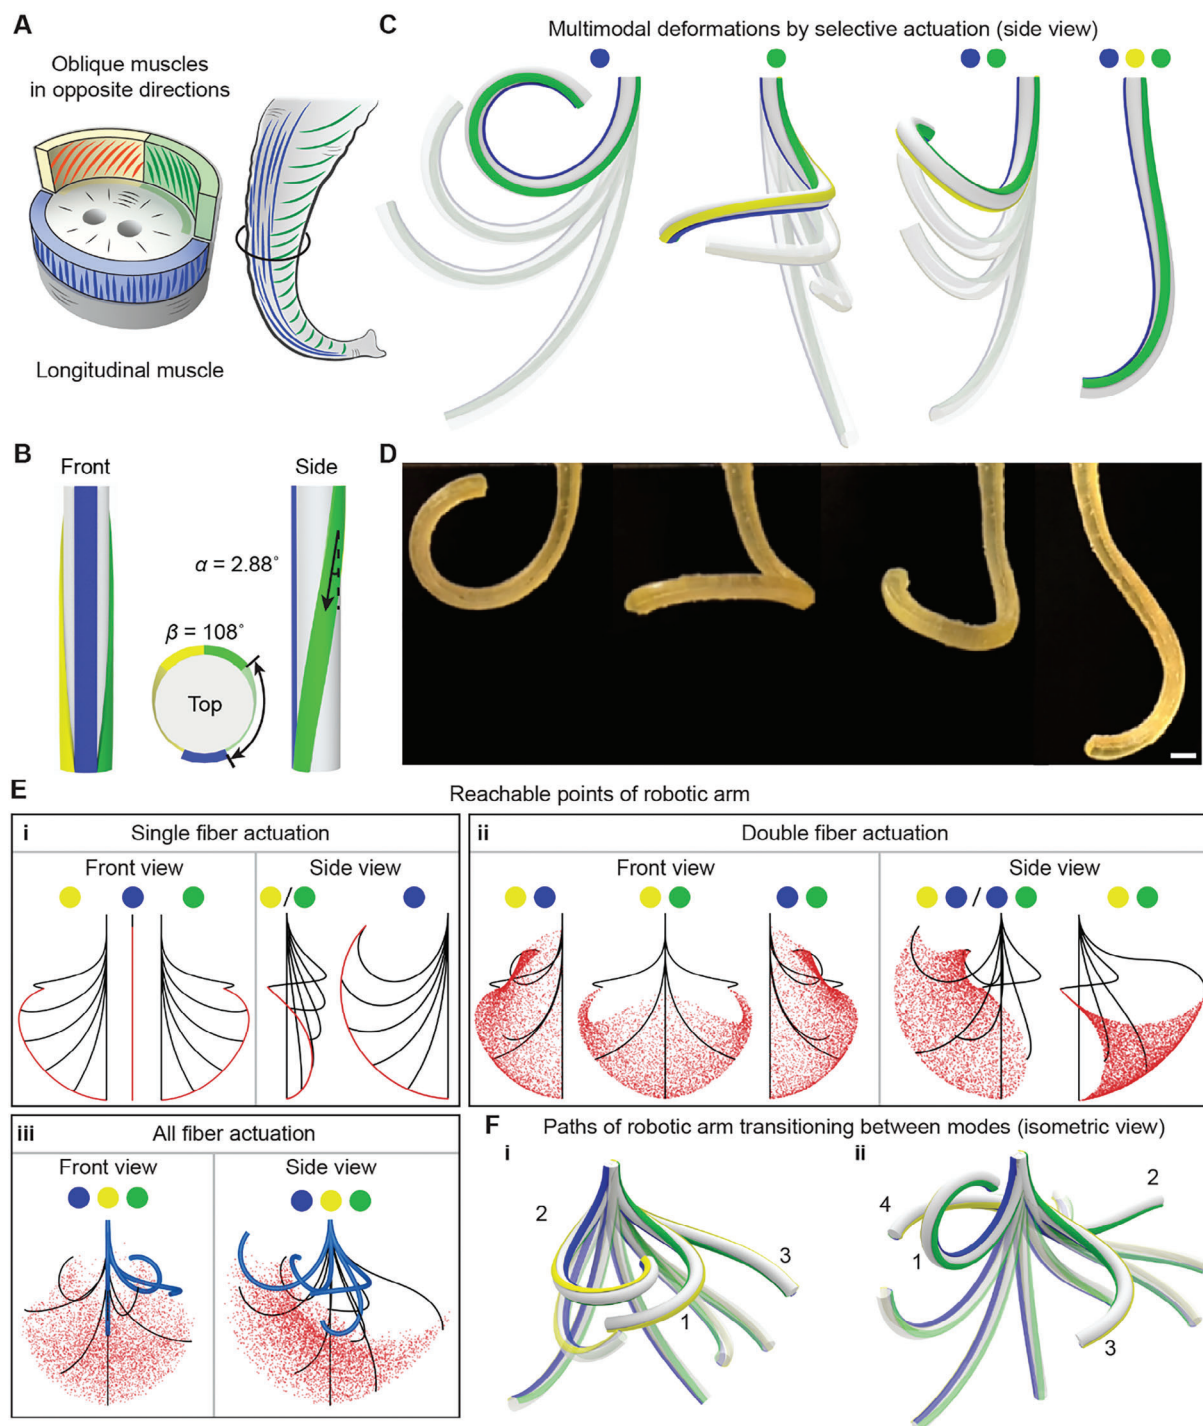 A
Oblique muscles
in opposite directions
Longitudinal muscle
C
Multimodal deformations by selective actuation (side view)
B
Front
Side
α = 2.88°
β = 108°
Top
D
E
Reachable points of robotic arm
i
Single fiber actuation
Front view
Side view
/
ii
Double fiber actuation
Front view
Side view
/
iii
All fiber actuation
Front view
Side view
F
Paths of robotic arm transitioning between modes (isometric view)
i
2
3
1
ii
4
2
1
3